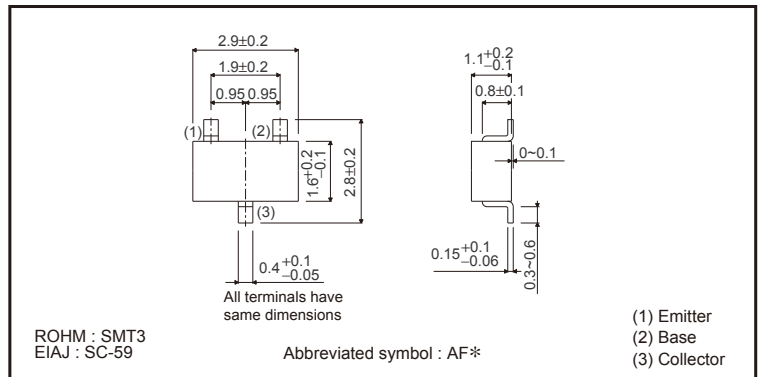 2.9±0.2
1.9±0.2
0.95 0.95
(1)
(2)
1.6+0.2 −0.1
2.8±0.2
(3)
0.4+0.1 −0.05
All terminals have
same dimensions
1.1+0.2 −0.1
0.8±0.1
0~0.1
0.15+0.1 −0.06
0.3~0.6
ROHM : SMT3
EIAJ : SC-59
Abbreviated symbol : AF*
(1) Emitter
(2) Base
(3) Collector